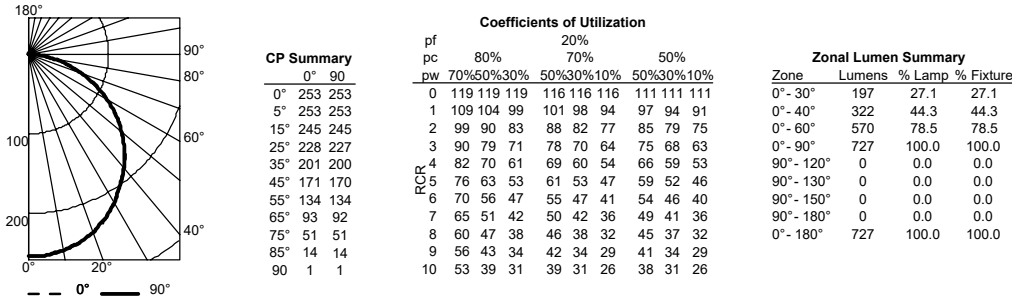 180°
90°
80°
60°
40°
20°
0°
100
200
0° 90°
CP Summary
0° 90
0° 253 253
5° 253 253
15° 245 245
25° 228 227
35° 201 200
45° 171 170
55° 134 134
65° 93 92
75° 51 51
85° 14 14
90 1 1
Coefficients of Utilization
pf 20%
pc 80% 70% 50%
pw 70%50%30% 50%30%10% 50%30%10%
RCR
0 119 119 119 116 116 116 111 111 111
1 109 104 99 101 98 94 97 94 91
2 99 90 83 88 82 77 85 79 75
3 90 79 71 78 70 64 75 68 63
4 82 70 61 69 60 54 66 59 53
5 76 63 53 61 53 47 59 52 46
6 70 56 47 55 47 41 54 46 40
7 65 51 42 50 42 36 49 41 36
8 60 47 38 46 38 32 45 37 32
9 56 43 34 42 34 29 41 34 29
10 53 39 31 39 31 26 38 31 26
Zonal Lumen Summary
Zone Lumens % Lamp % Fixture
0°- 30° 197 27.1 27.1
0°- 40° 322 44.3 44.3
0°- 60° 570 78.5 78.5
0°- 90° 727 100.0 100.0
90°- 120° 0 0.0 0.0
90°- 130° 0 0.0 0.0
90°- 150° 0 0.0 0.0
90°- 180° 0 0.0 0.0
0°- 180° 727 100.0 100.0